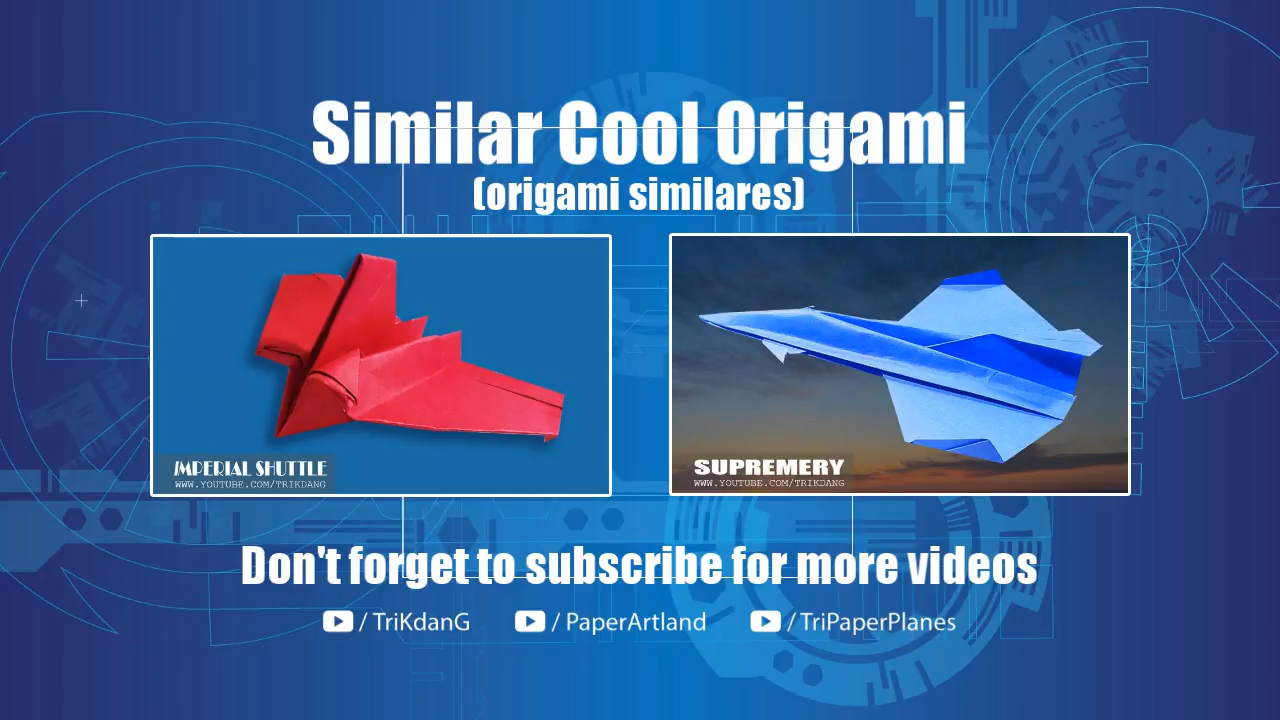 Similar Cool Origami
(origami similares)
IMPERIAL SHUTTLE
WWW.YOUTUBE.COM/TRIKDANG
SUPREMERY
WWW.YOUTUBE.COM/TRIKDANG
Don't forget to subscribe for more videos
/ TriKdanG / PaperArtland / TriPaperPlanes